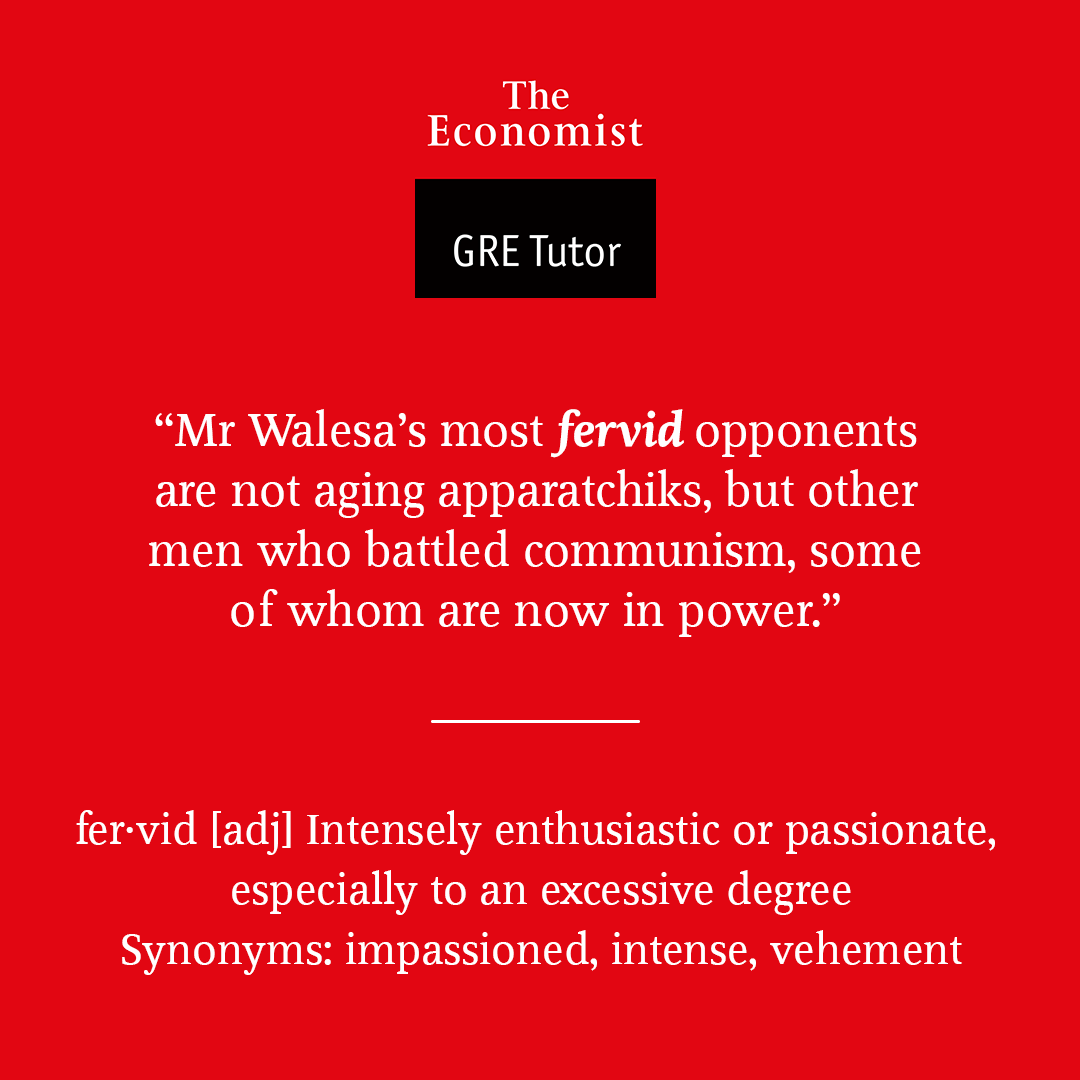 The
Economist
GRE Tutor
“Mr Walesa’s most fervid opponents
are not aging apparatchiks, but other
men who battled communism, some
of whom are now in power.”
fer·vid [adj] Intensely enthusiastic or passionate,
especially to an excessive degree
Synonyms: impassioned, intense, vehement